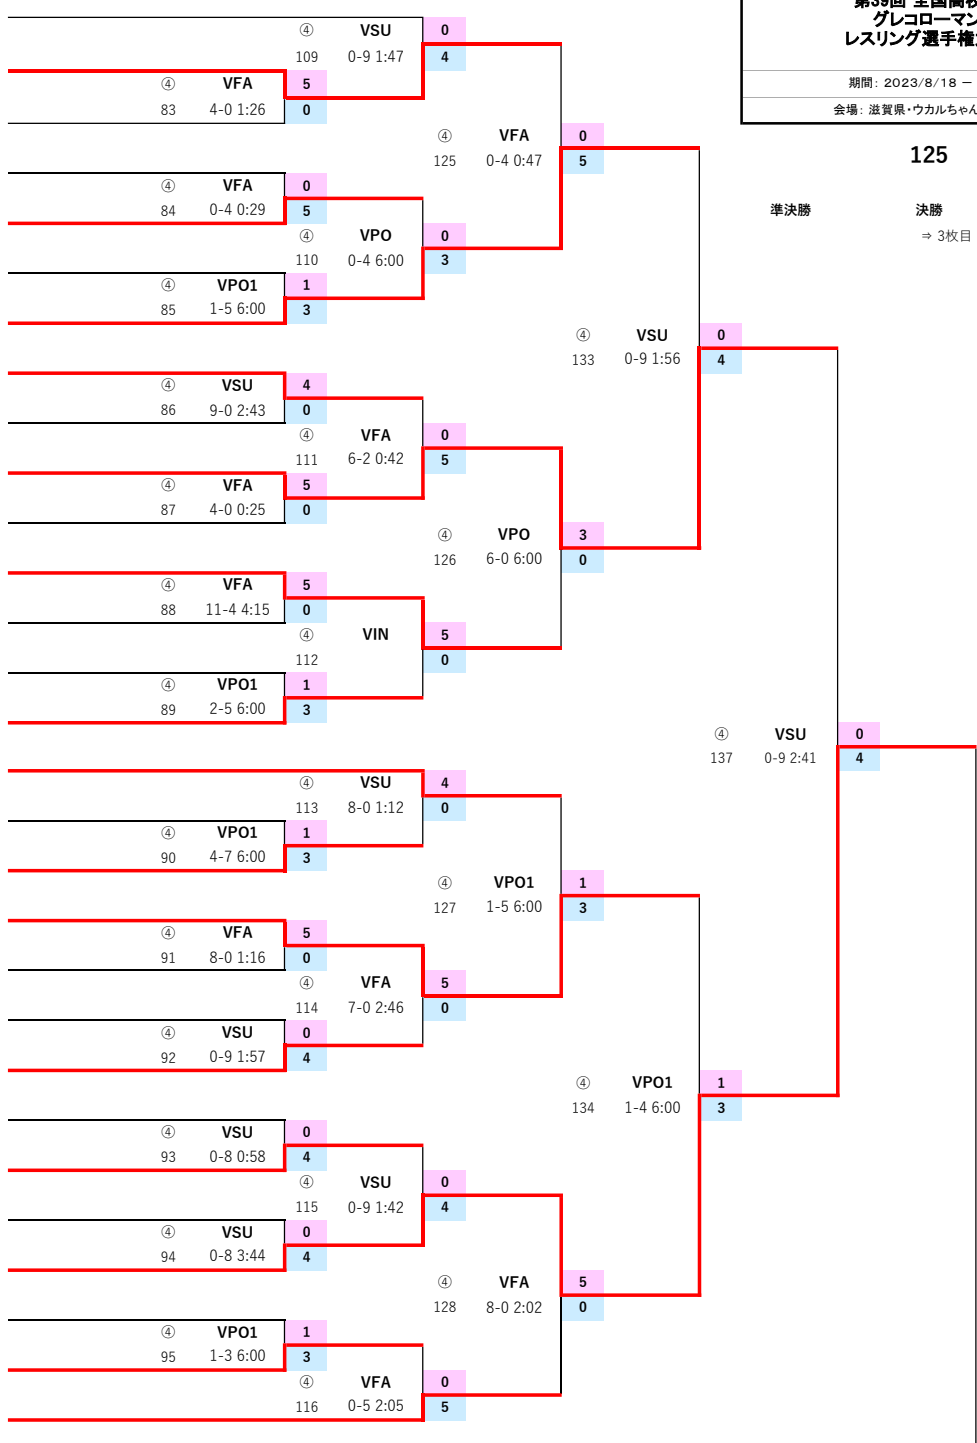 第39回 全国高校
グレコローマン
レスリング選手権
期間: 2023/8/18 －
会場: 滋賀県・ウカルちゃん
125
準決勝 決勝
⇒ 3枚目
④ VSU 0
109 0-9 1:47 4
④ VFA 5
83 4-0 1:26 0
④ VFA 0
125 0-4 0:47 5
④ VFA 0
84 0-4 0:29 5
④ VPO 0
110 0-4 6:00 3
④ VPO1 1
85 1-5 6:00 3
④ VSU 0
133 0-9 1:56 4
④ VSU 4
86 9-0 2:43 0
④ VFA 0
111 6-2 0:42 5
④ VFA 5
87 4-0 0:25 0
④ VPO 3
126 6-0 6:00 0
④ VFA 5
88 11-4 4:15 0
④ VIN 5
112 0
④ VPO1 1
89 2-5 6:00 3
④ VSU 0
137 0-9 2:41 4
④ VSU 4
113 8-0 1:12 0
④ VPO1 1
90 4-7 6:00 3
④ VPO1 1
127 1-5 6:00 3
④ VFA 5
91 8-0 1:16 0
④ VFA 5
114 7-0 2:46 0
④ VSU 0
92 0-9 1:57 4
④ VPO1 1
134 1-4 6:00 3
④ VSU 0
93 0-8 0:58 4
④ VSU 0
115 0-9 1:42 4
④ VSU 0
94 0-8 3:44 4
④ VFA 5
128 8-0 2:02 0
④ VPO1 1
95 1-3 6:00 3
④ VFA 0
116 0-5 2:05 5